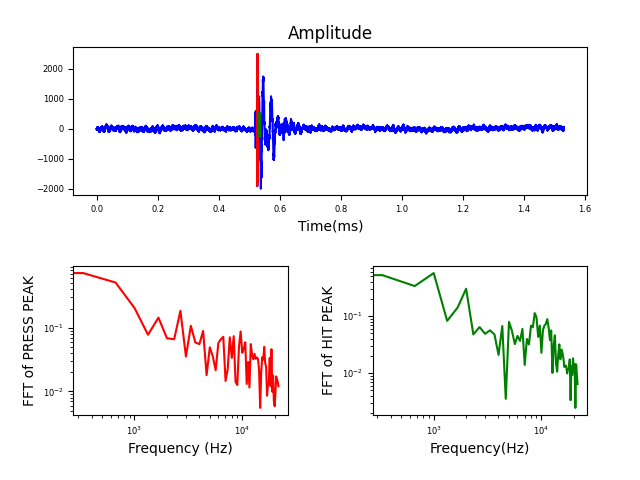 Amplitude
2000
1000
0
−1000
−2000
0.0 0.2 0.4 0.6 0.8 1.0 1.2 1.4 1.6
Time(ms)
FFT of PRESS PEAK
10⁻¹
10⁻²
10³ 10⁴
Frequency (Hz)
FFT of HIT PEAK
10⁻¹
10⁻²
10³ 10⁴
Frequency(Hz)